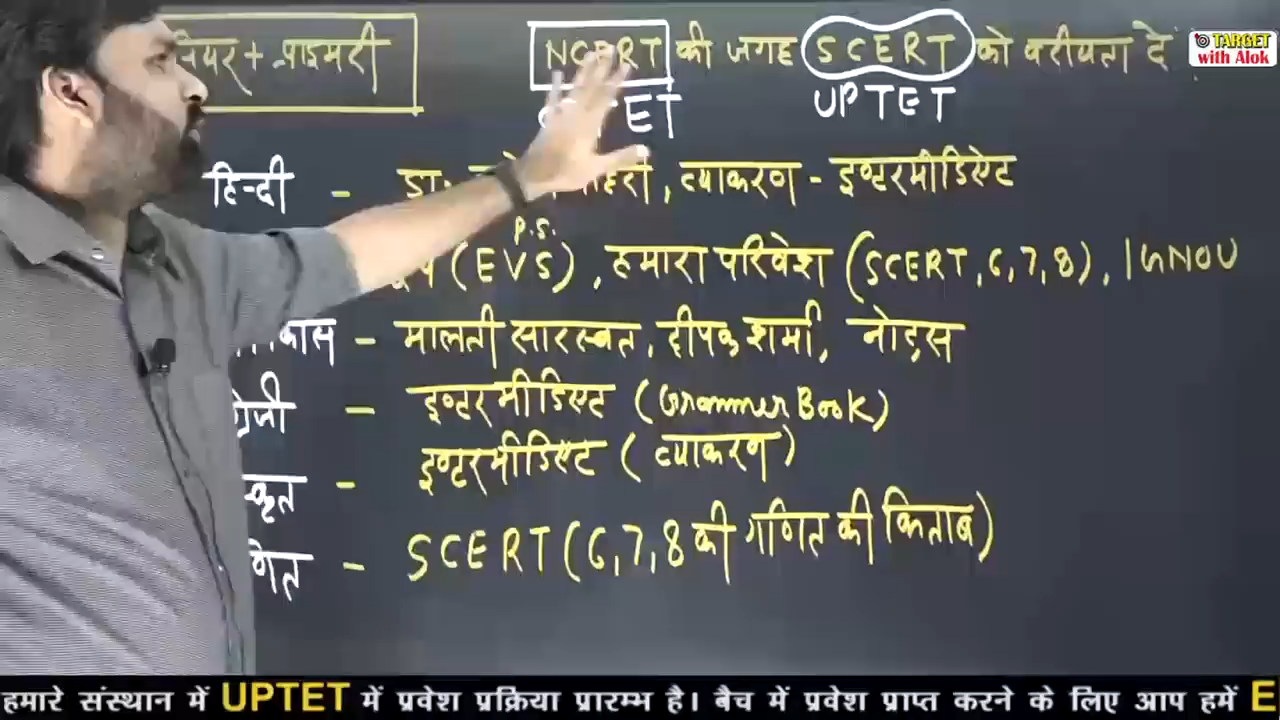 नियर + प्राइमरी
NCERT की जगह SCERT को वरीयता दे
TARGET
with Alok
TET
UPTET
हिन्दी - डा॰ , व्याकरण - इण्टरमीडिऐट
P.S.
(EVS), हमारा परिवेश (SCERT, 6, 7, 8), IGNOU
कास - मालती सारस्वत, दीपक शर्मा, नोट्स
ग्रेजी - इण्टरमीडिएट (Grammer Book)
स्कृत - इण्टरमीडिएट (व्याकरण)
णित - SCERT (6, 7, 8 की गणित की किताब)
हमारे संस्थान में UPTET में प्रवेश प्रक्रिया प्रारम्भ है। बैच में प्रवेश प्राप्त करने के लिए आप हमें E